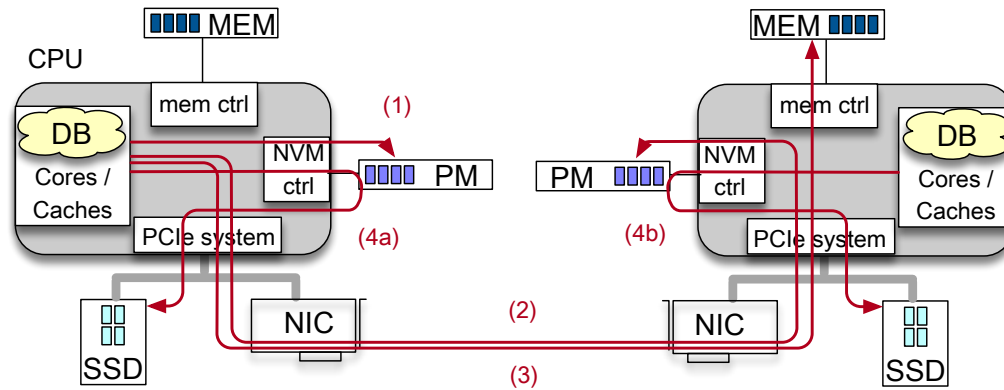 MEM
MEM
CPU
mem ctrl
mem ctrl
(1)
DB
DB
NVM
ctrl
NVM
ctrl
Cores /
Caches
Cores /
Caches
PM
PM
(4a)
(4b)
PCIe system
PCIe system
(2)
NIC
NIC
SSD
SSD
(3)